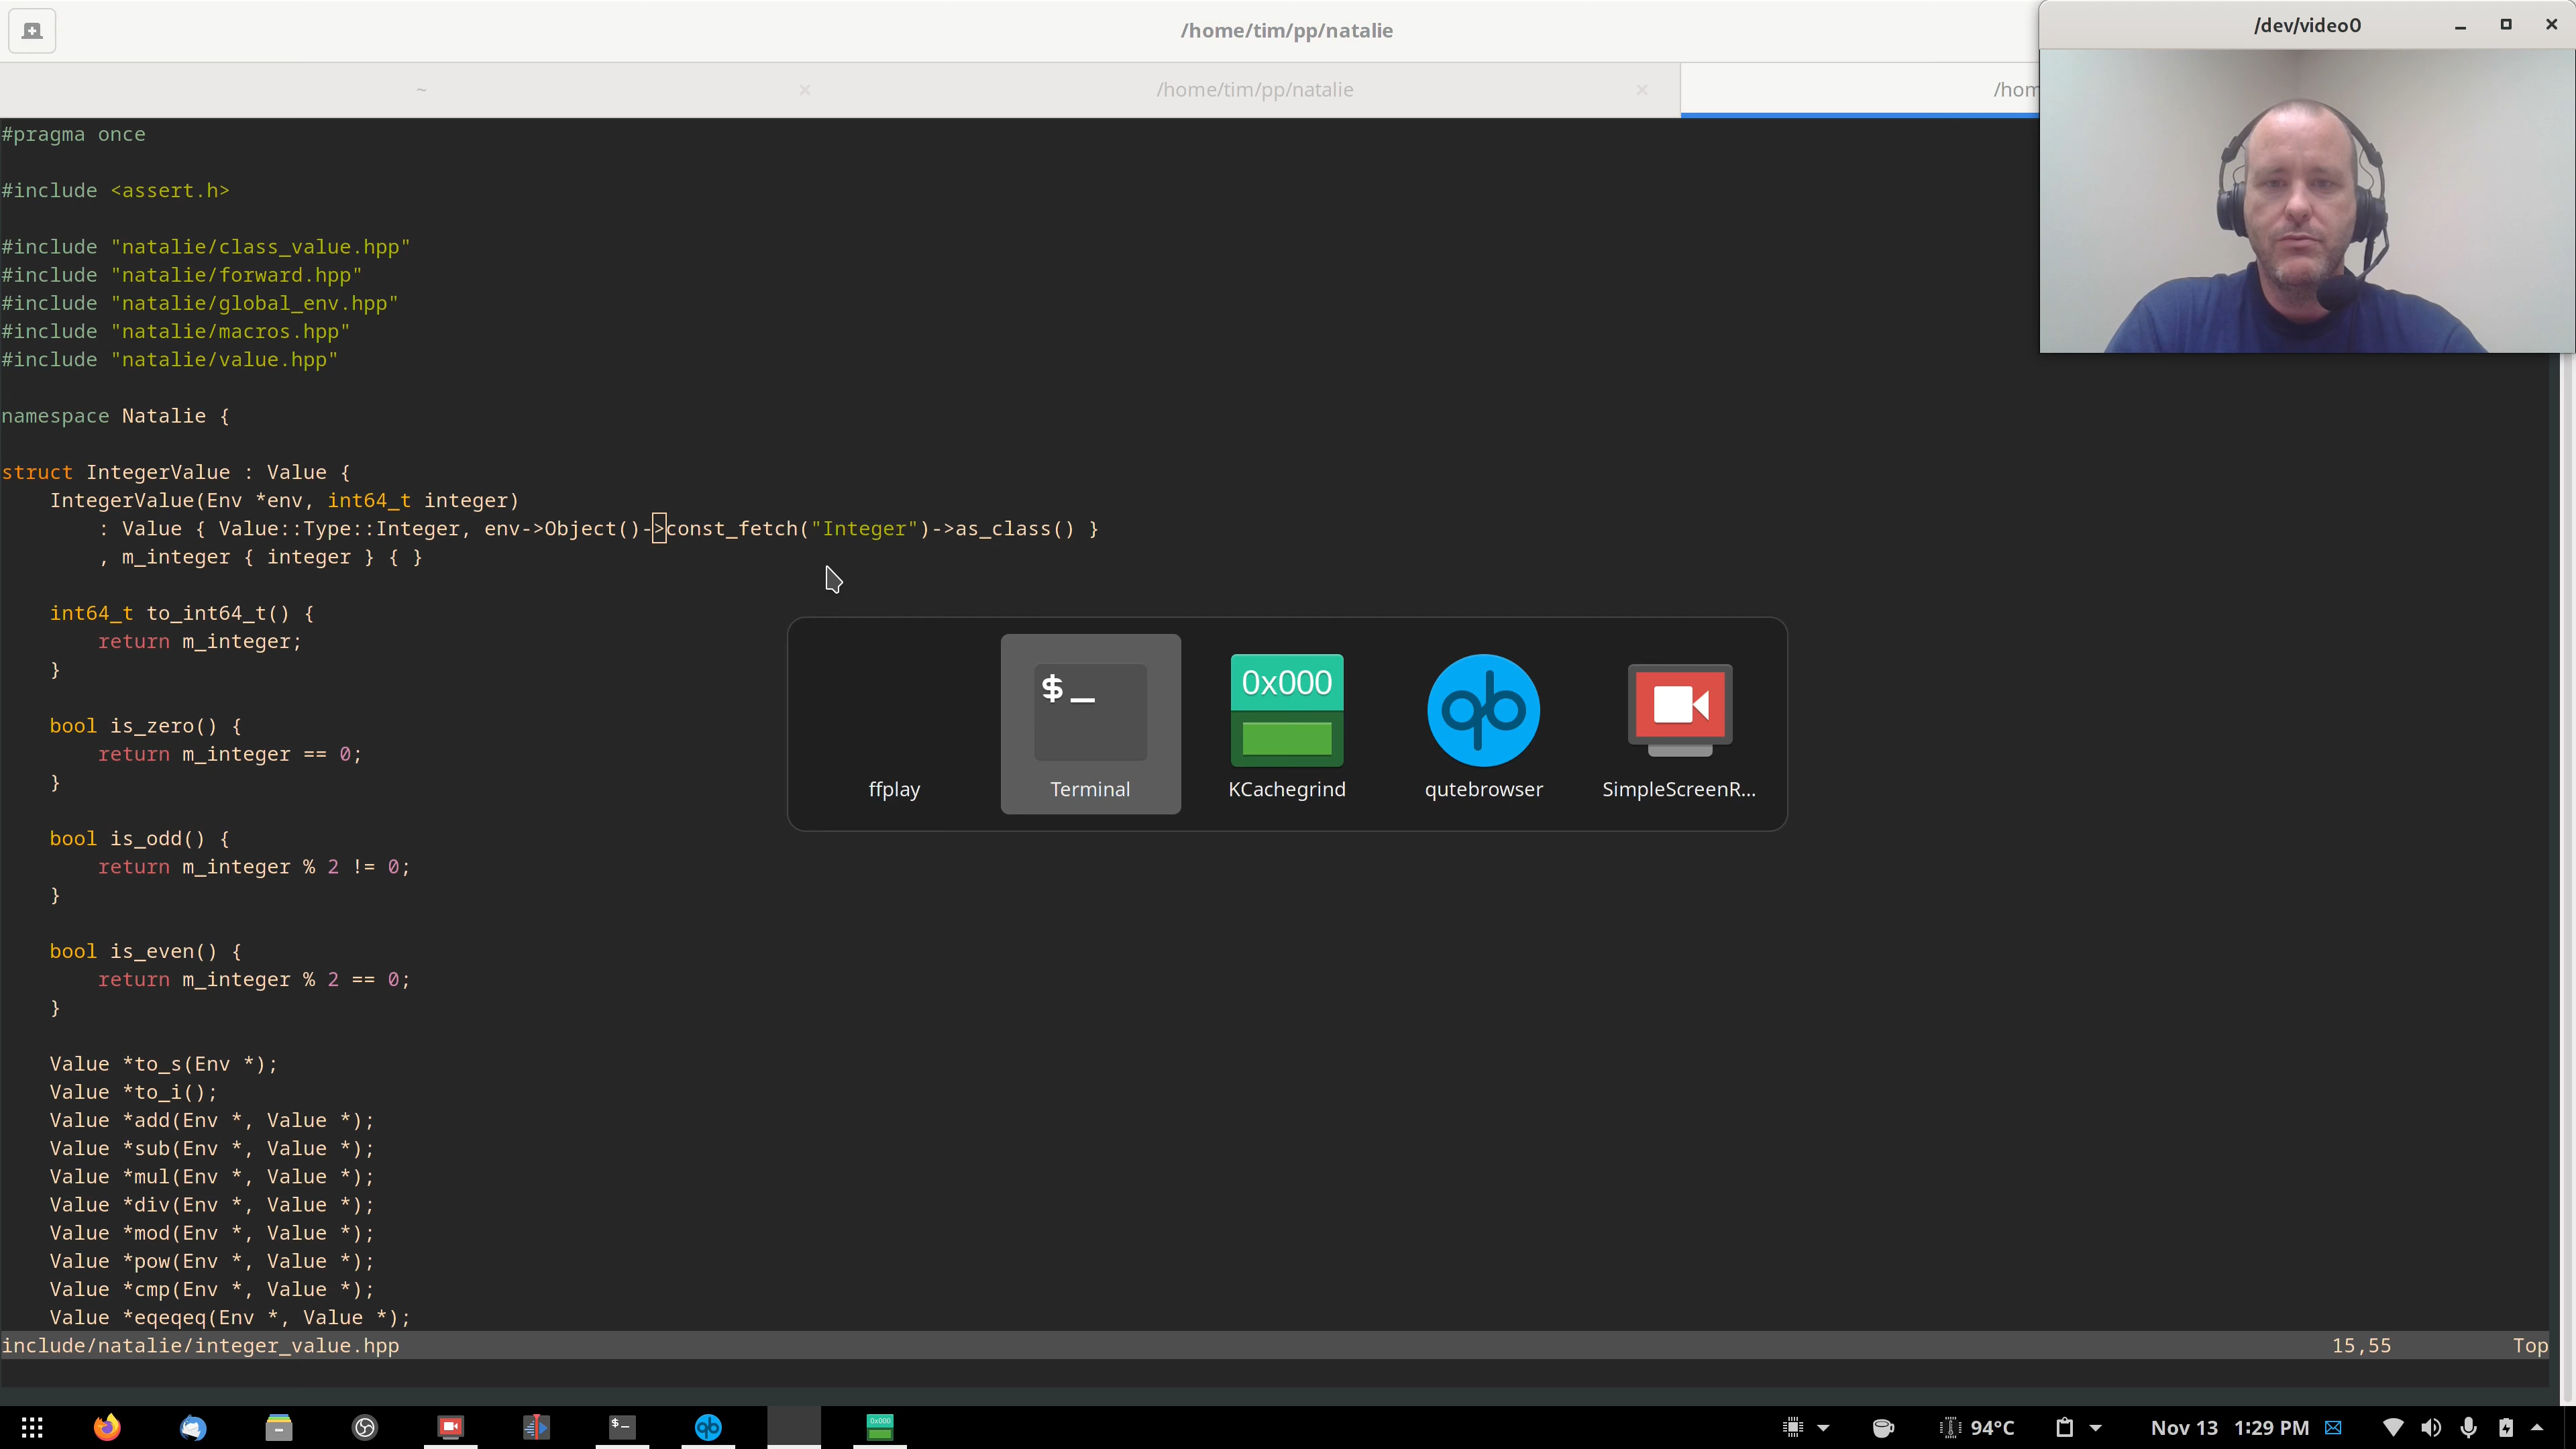 /home/tim/pp/natalie
/dev/video0
~
/home/tim/pp/natalie
/hom
#pragma once
#include <assert.h>
#include "natalie/class_value.hpp"
#include "natalie/forward.hpp"
#include "natalie/global_env.hpp"
#include "natalie/macros.hpp"
#include "natalie/value.hpp"
namespace Natalie {
struct IntegerValue : Value {
IntegerValue(Env *env, int64_t integer)
: Value { Value::Type::Integer, env->Object()->const_fetch("Integer")->as_class() }
, m_integer { integer } { }
int64_t to_int64_t() {
return m_integer;
}
bool is_zero() {
return m_integer == 0;
}
bool is_odd() {
return m_integer % 2 != 0;
}
bool is_even() {
return m_integer % 2 == 0;
}
Value *to_s(Env *);
Value *to_i();
Value *add(Env *, Value *);
Value *sub(Env *, Value *);
Value *mul(Env *, Value *);
Value *div(Env *, Value *);
Value *mod(Env *, Value *);
Value *pow(Env *, Value *);
Value *cmp(Env *, Value *);
Value *eqeqeq(Env *, Value *);
include/natalie/integer_value.hpp 15,55 Top
$_
0x000
qb
ffplay
Terminal
KCachegrind
qutebrowser
SimpleScreenR...
$_
qb
0x000
94°C
Nov 13 1:29 PM